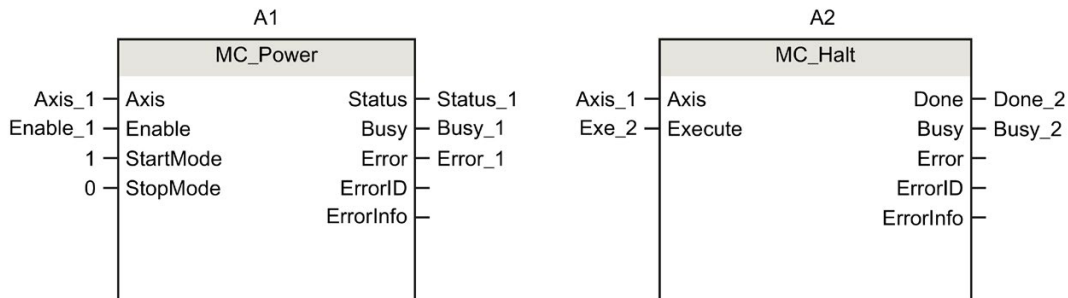 A1
MC_Power
Axis_1 Axis Status Status_1
Enable_1 Enable Busy Busy_1
1 StartMode Error Error_1
0 StopMode ErrorID
ErrorInfo
A2
MC_Halt
Axis_1 Axis Done Done_2
Exe_2 Execute Busy Busy_2
Error
ErrorID
ErrorInfo